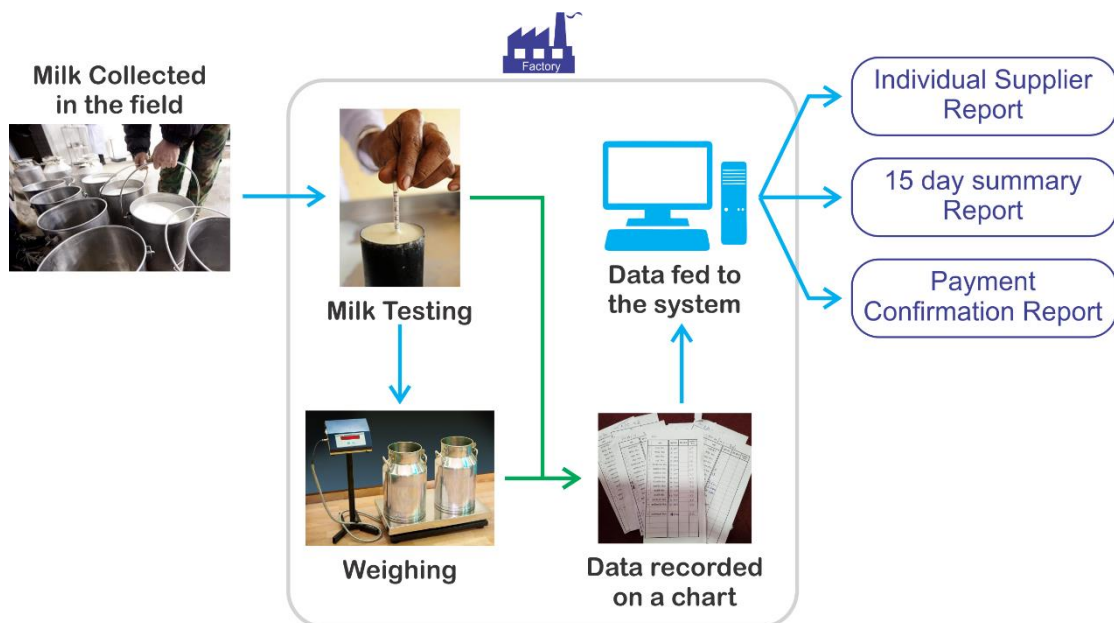 Factory
Milk Collected
in the field
Milk Testing
Weighing
Data recorded
on a chart
Data fed to
the system
Individual Supplier
Report
15 day summary
Report
Payment
Confirmation Report